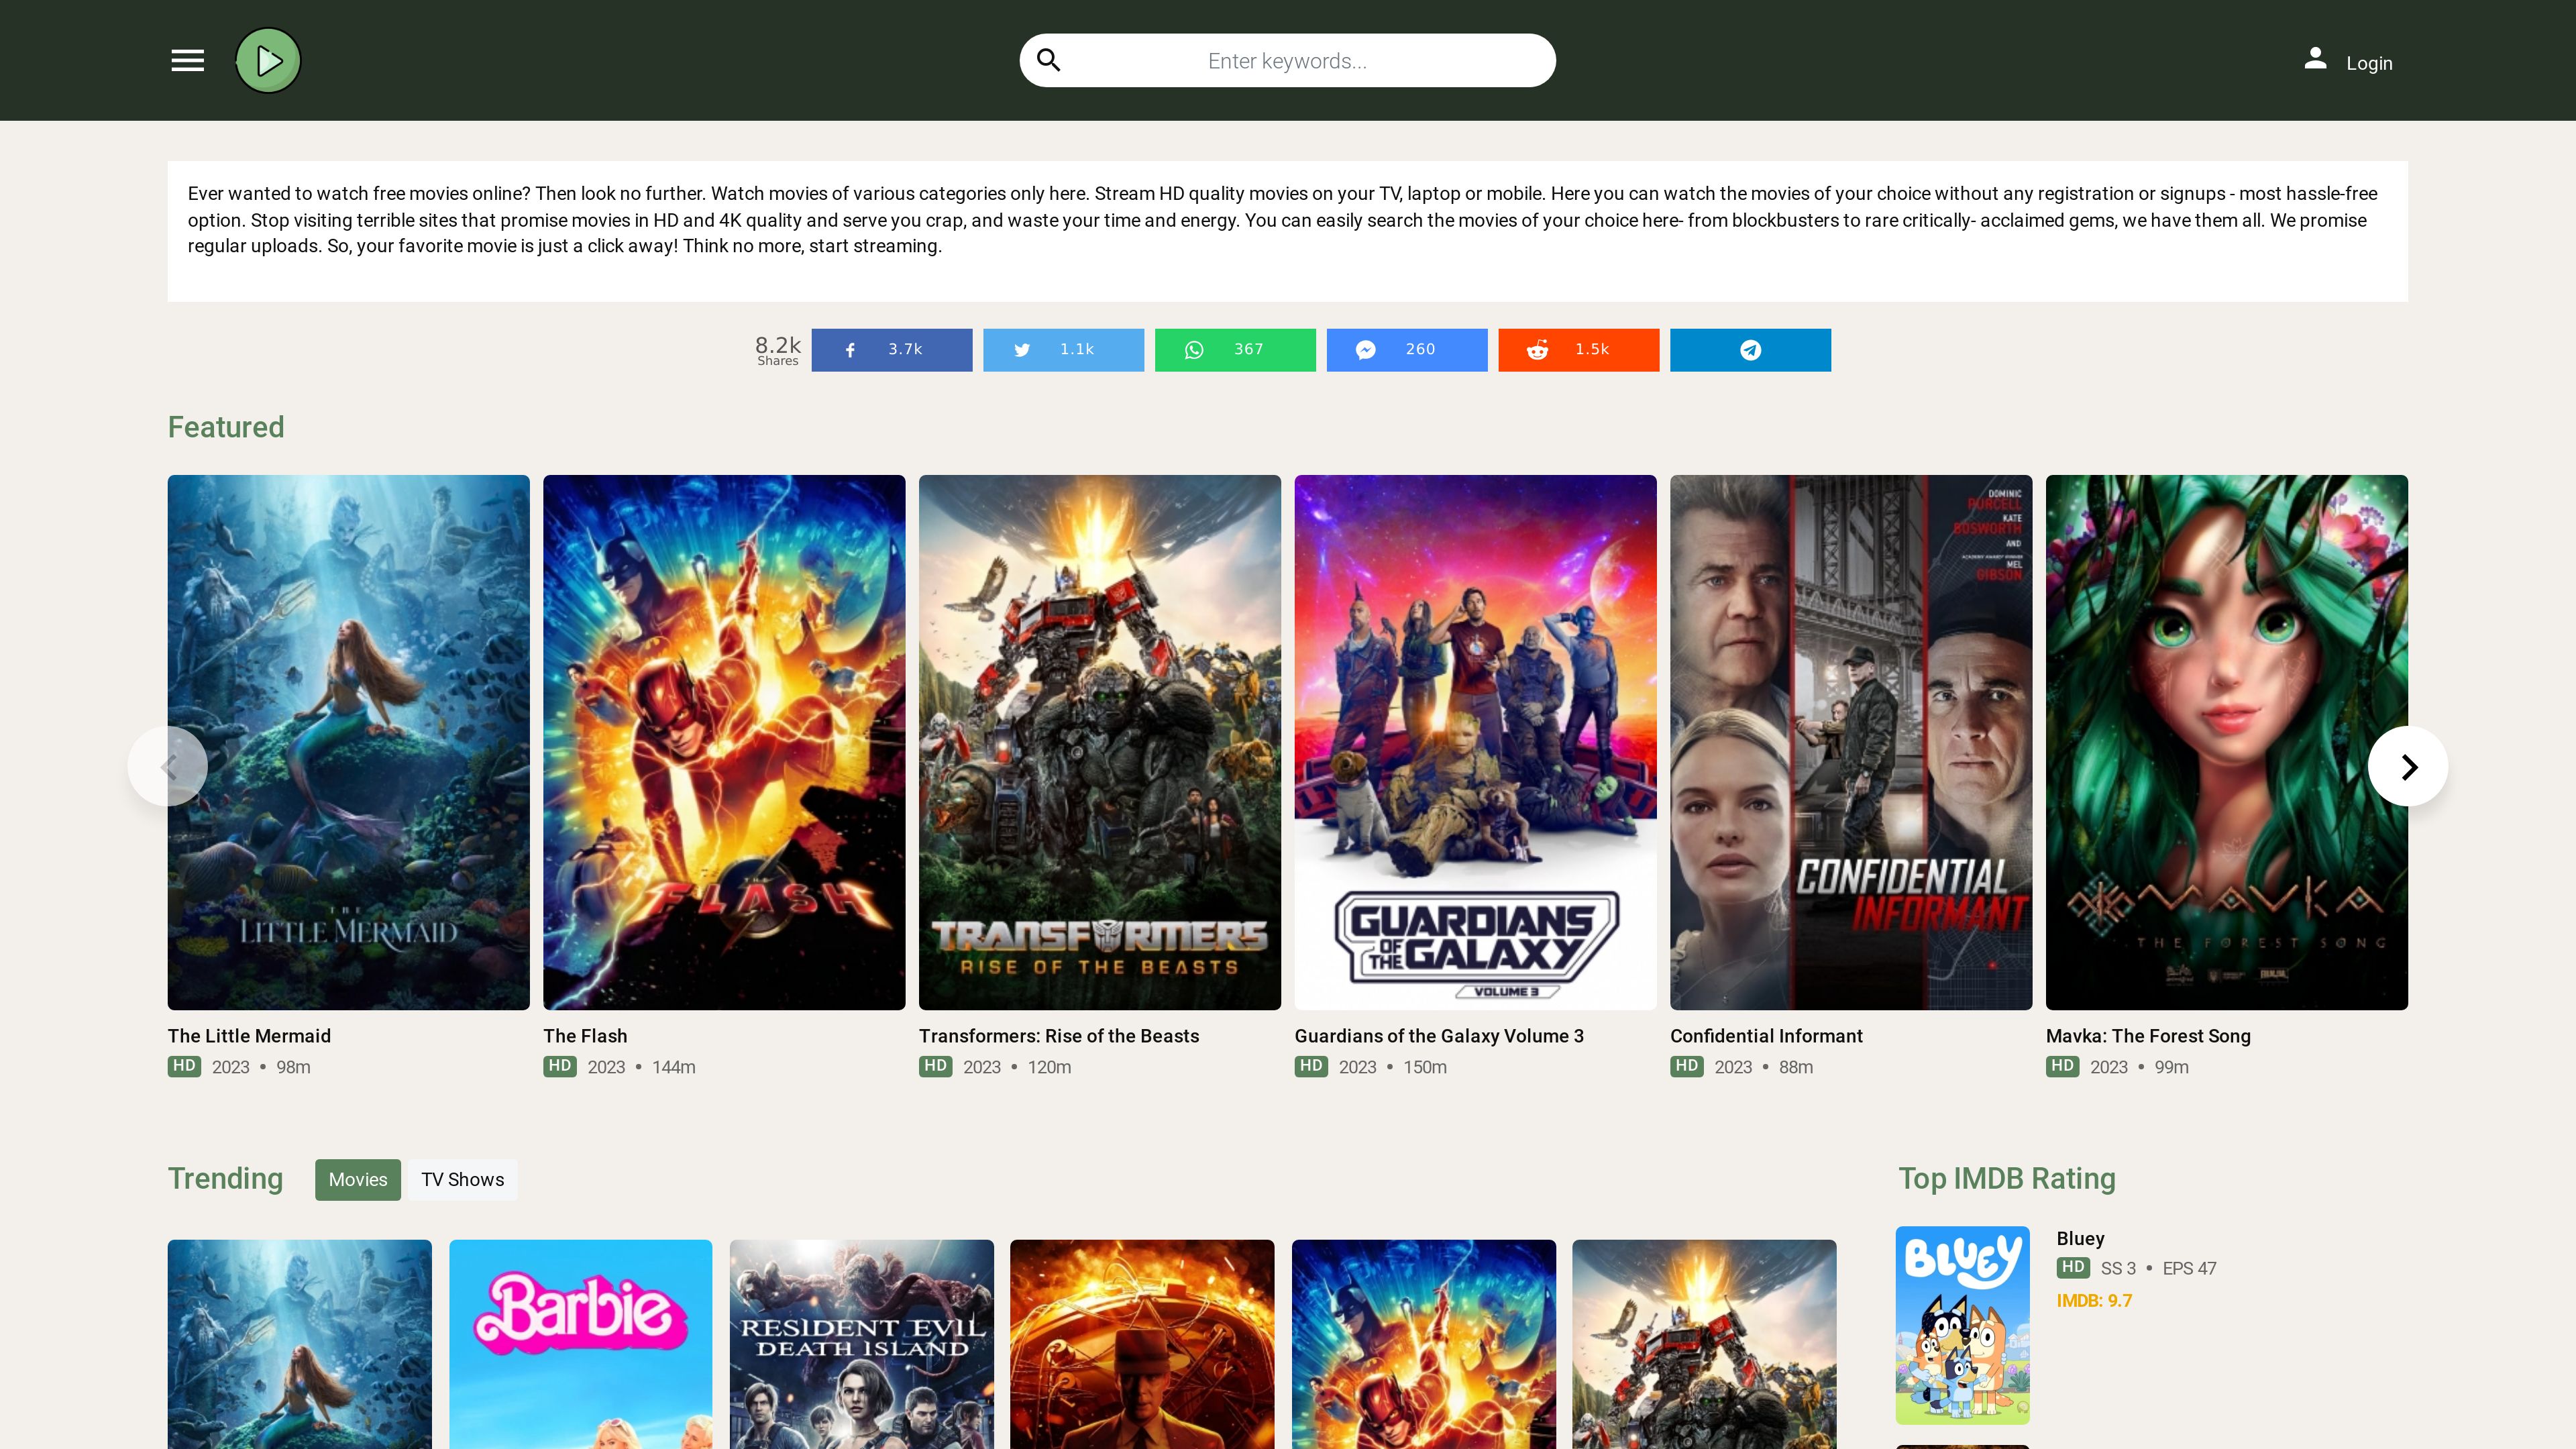 Enter keywords...
Login
Ever wanted to watch free movies online? Then look no further. Watch movies of various categories only here. Stream HD quality movies on your TV, laptop or mobile. Here you can watch the movies of your choice without any registration or signups - most hassle-free
option. Stop visiting terrible sites that promise movies in HD and 4K quality and serve you crap, and waste your time and energy. You can easily search the movies of your choice here- from blockbusters to rare critically- acclaimed gems, we have them all. We promise
regular uploads. So, your favorite movie is just a click away! Think no more, start streaming.
8.2k
Shares
3.7k
1.1k
367
260
1.5k
Featured
THE
LITTLE MERMAID
THE
FLASH
TRANSFORMERS
RISE OF THE BEASTS
GUARDIANS
OF THE
GALAXY
VOLUME 3
DOMINIC
PURCELL
KATE
BOSWORTH
AND
ACADEMY AWARD WINNER
MEL
GIBSON
CONFIDENTIAL
INFORMANT
MAVKA
THE FOREST SONG
The Little Mermaid
HD 2023 • 98m
The Flash
HD 2023 • 144m
Transformers: Rise of the Beasts
HD 2023 • 120m
Guardians of the Galaxy Volume 3
HD 2023 • 150m
Confidential Informant
HD 2023 • 88m
Mavka: The Forest Song
HD 2023 • 99m
Trending
Movies
TV Shows
Barbie
RESIDENT EVIL
DEATH ISLAND
Top IMDB Rating
BLUEY
Bluey
HD SS 3 • EPS 47
IMDB: 9.7